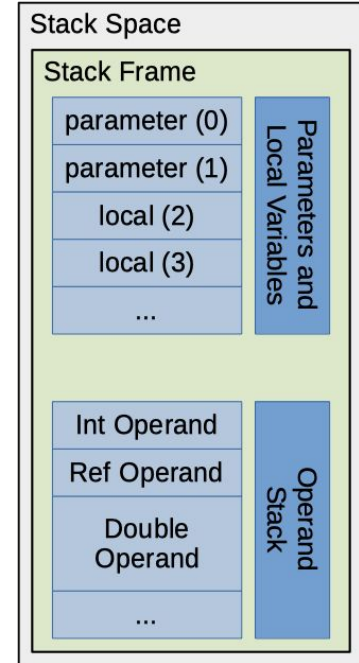 Stack Space
Stack Frame
parameter (0)
parameter (1)
local (2)
local (3)
...
Parameters and
Local Variables
Int Operand
Ref Operand
Double
Operand
...
Operand
Stack